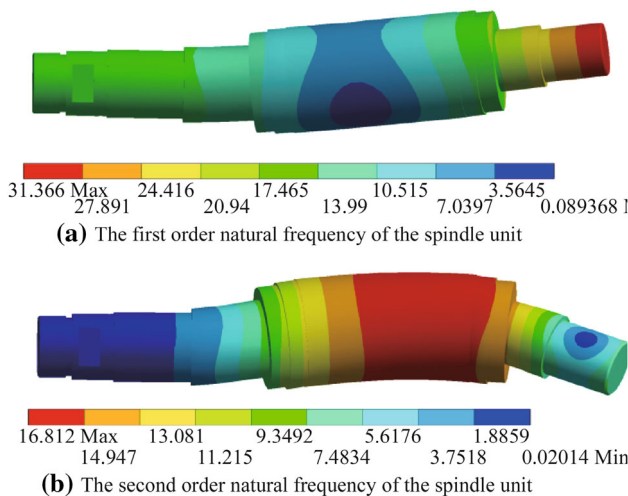 31.366 Max 24.416 17.465 10.515 3.5645
27.891 20.94 13.99 7.0397 0.089368
(a) The first order natural frequency of the spindle unit
16.812 Max 13.081 9.3492 5.6176 1.8859
14.947 11.215 7.4834 3.7518 0.02014 Min
(b) The second order natural frequency of the spindle unit